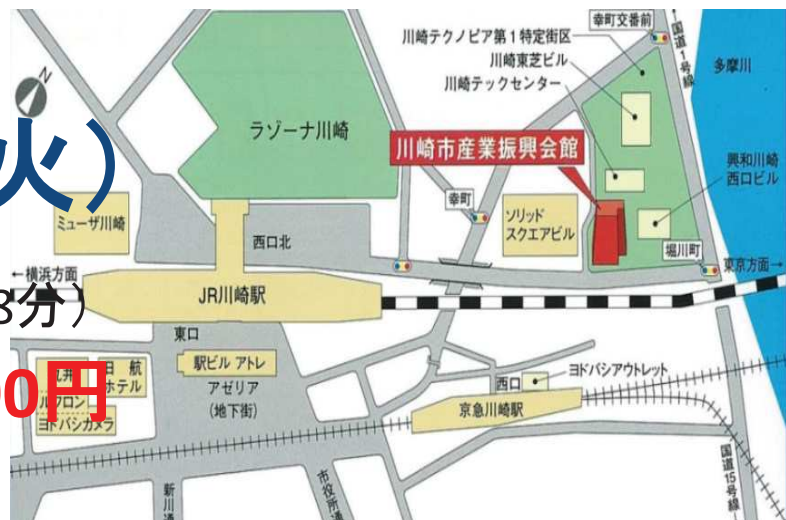 幸町交番前
川崎テクノピア第1特定街区
川崎東芝ビル
川崎テックセンター
←国道1号線
多摩川
N
火)
ラゾーナ川崎
川崎市産業振興会館
興和川崎
西口ビル
幸町
ソリッド
スクエアビル
ミューザ川崎
西口北
堀川町
←横浜方面
東京方面→
8分)
JR川崎駅
東口
駅ビル アトレ
アゼリア
(地下街)
丸井
日航
ホテル
ルフロン
ヨドバシカメラ
00円
西口
ヨドバシアウトレット
京急川崎駅
新川通
市役所通
国道15号線